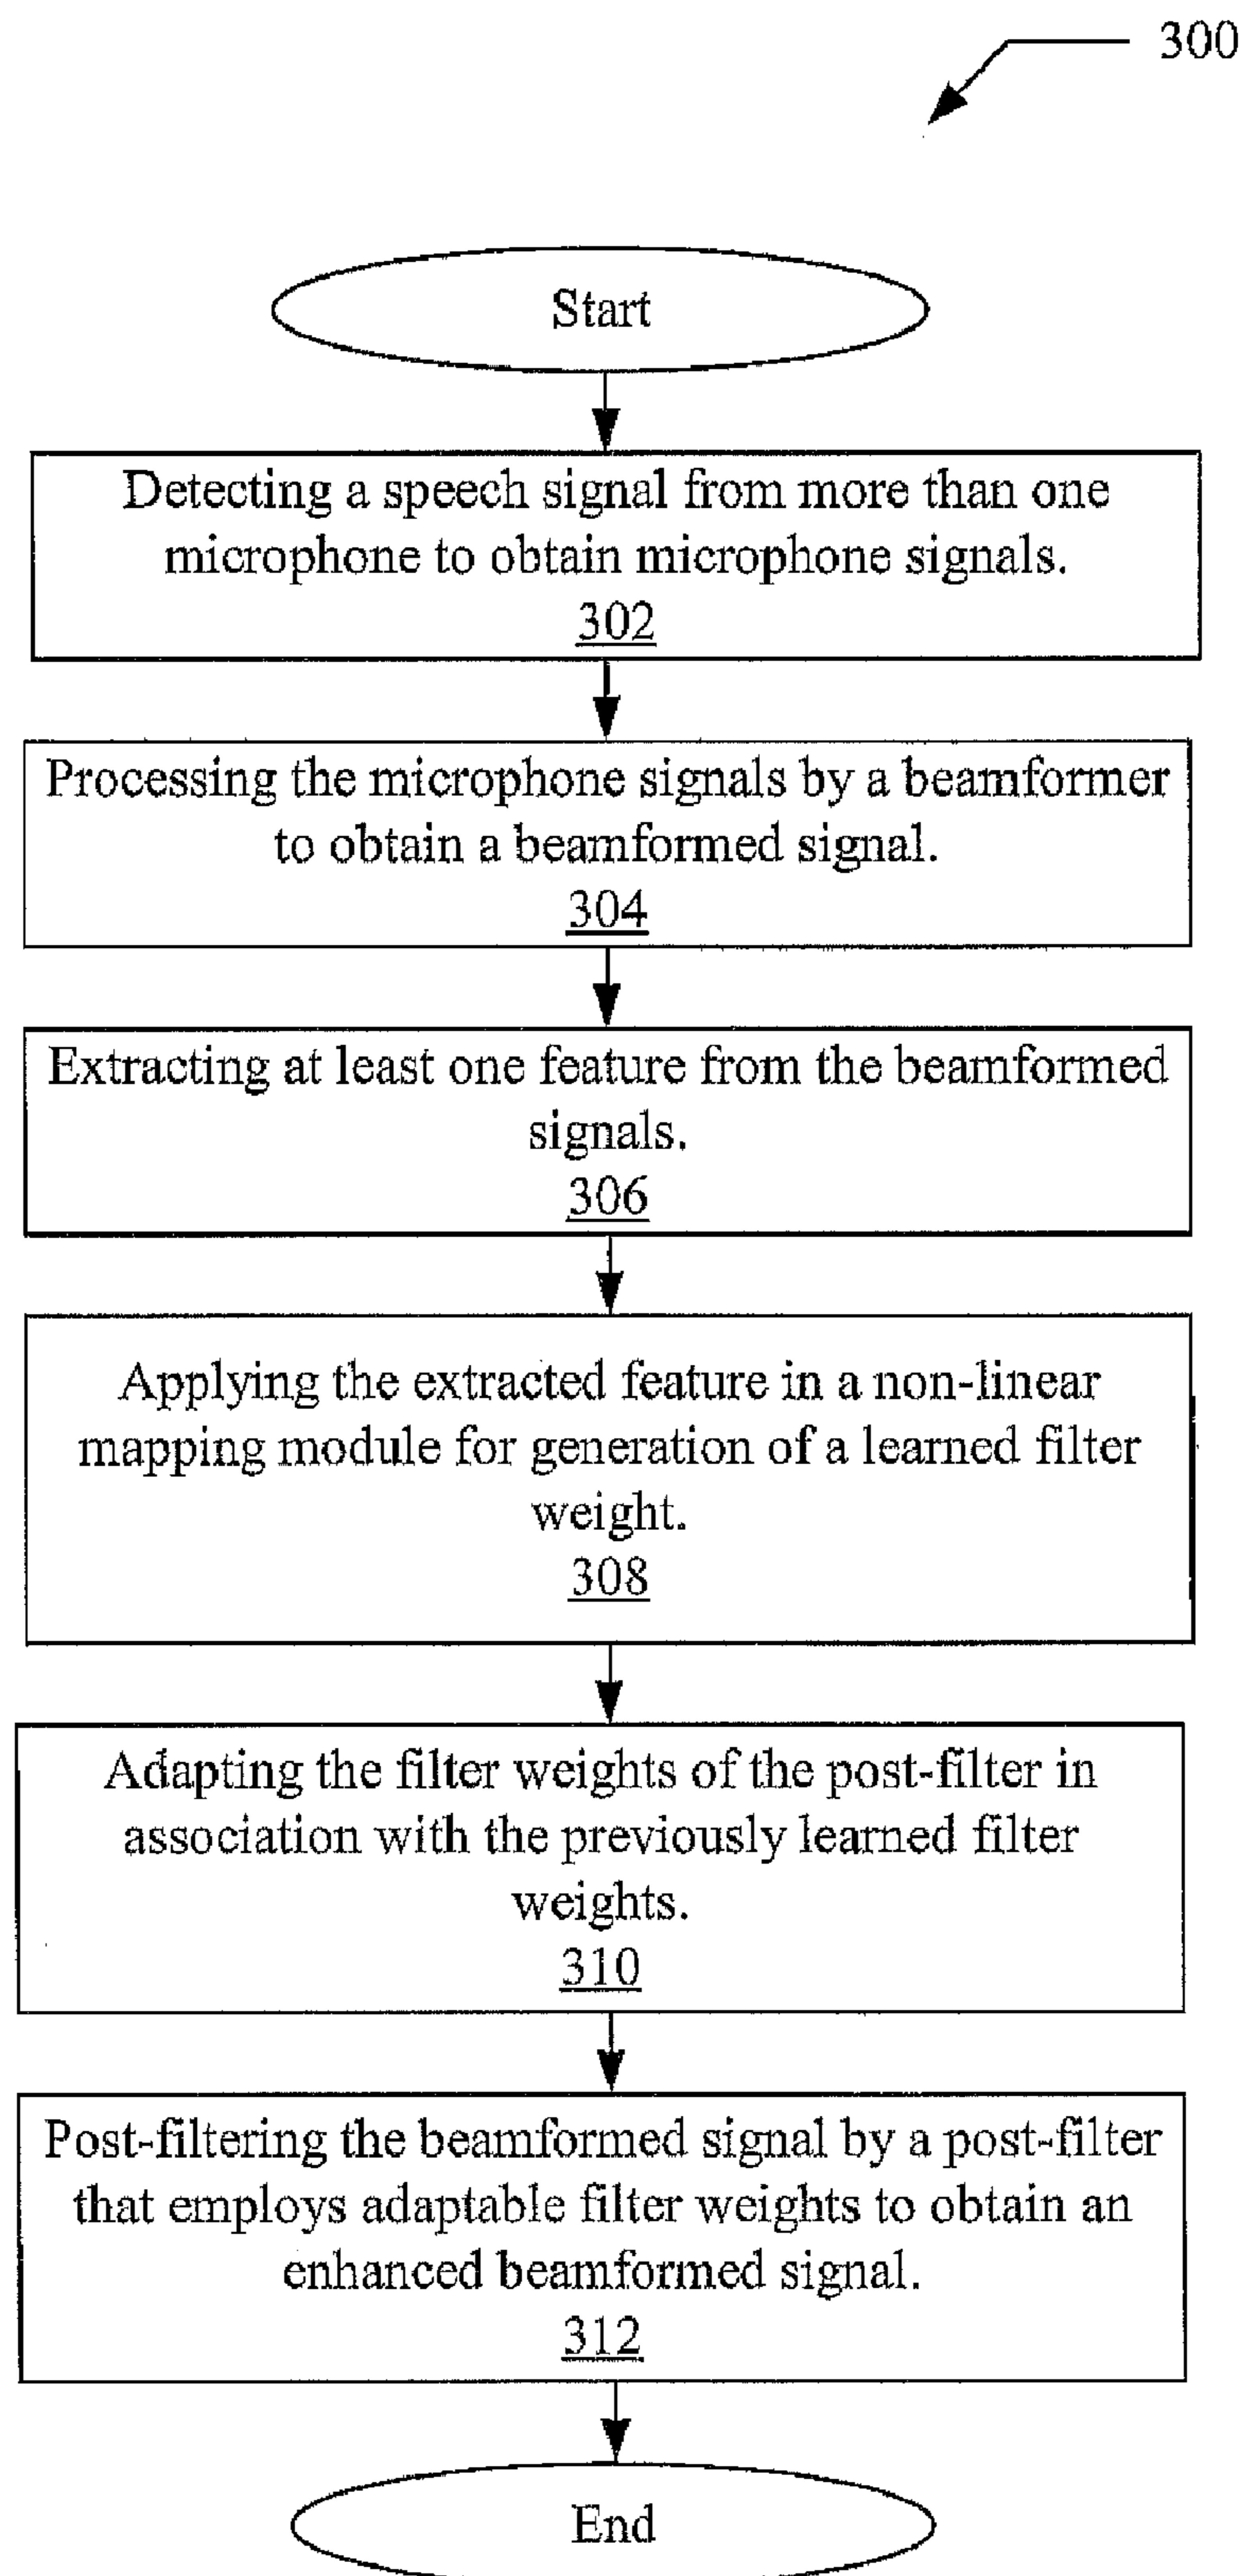 300
Start
Detecting a speech signal from more than one
microphone to obtain microphone signals.
302
Processing the microphone signals by a beamformer
to obtain a beamformed signal.
304
Extracting at least one feature from the beamformed
signals.
306
Applying the extracted feature in a non-linear
mapping module for generation of a learned filter
weight.
308
Adapting the filter weights of the post-filter in
association with the previously learned filter
weights.
310
Post-filtering the beamformed signal by a post-filter
that employs adaptable filter weights to obtain an
enhanced beamformed signal.
312
End